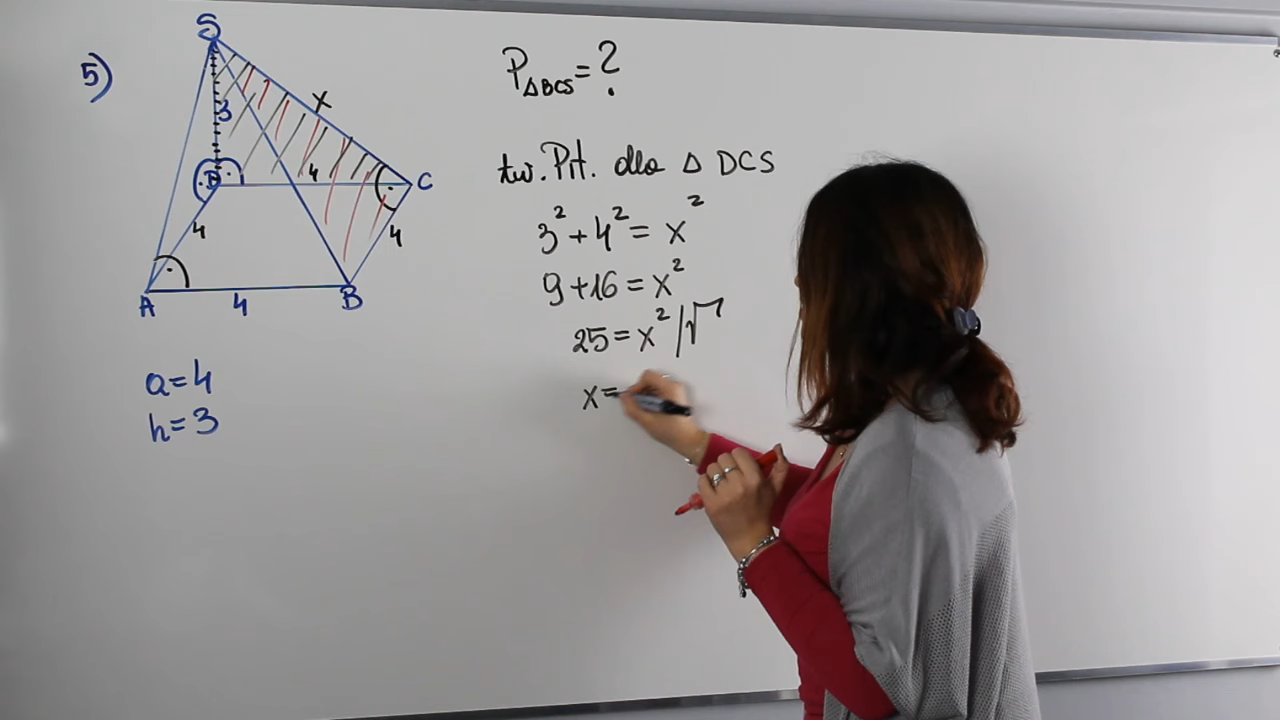 5)
S
3
x
D
4
C
4
4
A
4
B
a=4
h=3
P△BCS=?
tw. Pit. dla △ DCS
3²+4²= x²
9+16=x²
25=x² |√
x=